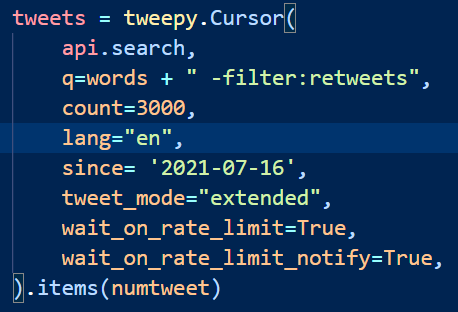 tweets = tweepy.Cursor(
    api.search,
    q=words + " -filter:retweets",
    count=3000,
    lang="en",
    since= '2021-07-16',
    tweet_mode="extended",
    wait_on_rate_limit=True,
    wait_on_rate_limit_notify=True,
).items(numtweet)